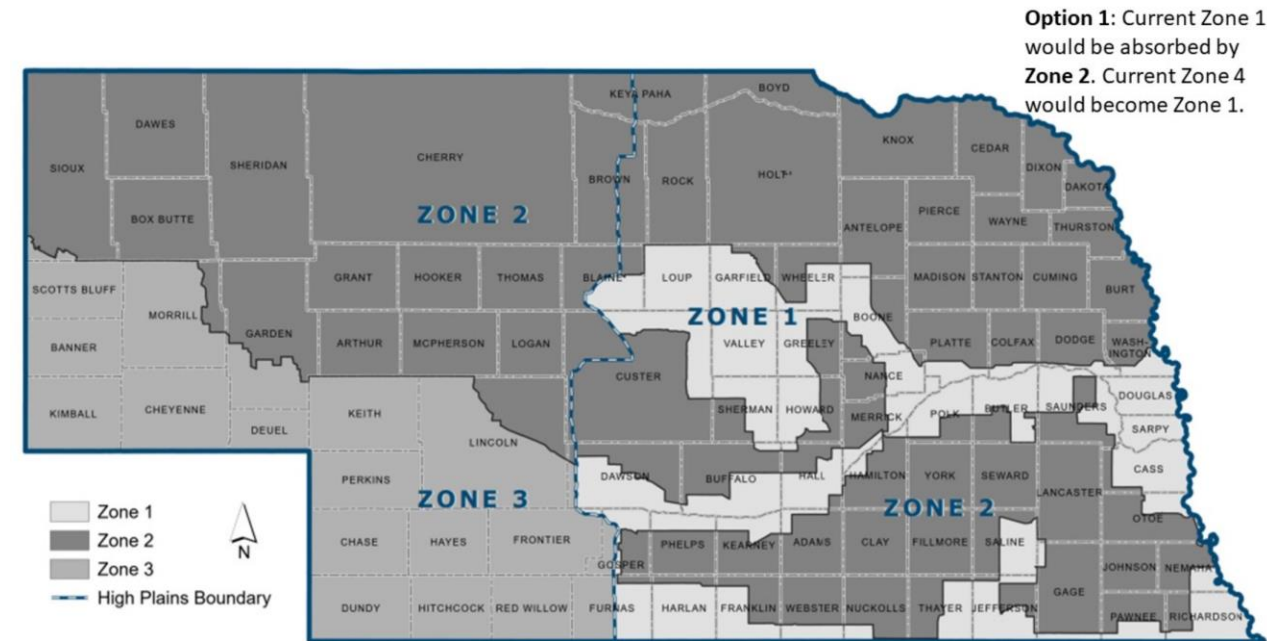 Option 1: Current Zone 1
would be absorbed by
Zone 2. Current Zone 4
would become Zone 1.
KEYA PAHA
BOYD
DAWES
KNOX
CEDAR
SIOUX
SHERIDAN
CHERRY
BROWN
ROCK
HOLT
DIXON
DAKOTA
BOX BUTTE
ZONE 2
ANTELOPE
PIERCE
WAYNE
THURSTON
GRANT
HOOKER
THOMAS
BLAINE
LOUP
GARFIELD
WHEELER
MADISON
STANTON
CUMING
BURT
SCOTTS BLUFF
MORRILL
GARDEN
ZONE 1
BOONE
BANNER
ARTHUR
MCPHERSON
LOGAN
VALLEY
GREELEY
PLATTE
COLFAX
DODGE
WASH-
INGTON
CUSTER
NANCE
KIMBALL
CHEYENNE
KEITH
SHERMAN
HOWARD
MERRICK
POLK
BUTLER
SAUNDERS
DOUGLAS
DEUEL
LINCOLN
SARPY
PERKINS
DAWSON
BUFFALO
HALL
HAMILTON
YORK
SEWARD
CASS
LANCASTER
ZONE 3
ZONE 2
OTOE
CHASE
HAYES
FRONTIER
GOSPER
PHELPS
KEARNEY
ADAMS
CLAY
FILLMORE
SALINE
JOHNSON
NEMAHA
GAGE
DUNDY
HITCHCOCK
RED WILLOW
FURNAS
HARLAN
FRANKLIN
WEBSTER
NUCKOLLS
THAYER
JEFFERSON
PAWNEE
RICHARDSON
Zone 1
Zone 2
Zone 3
High Plains Boundary
N